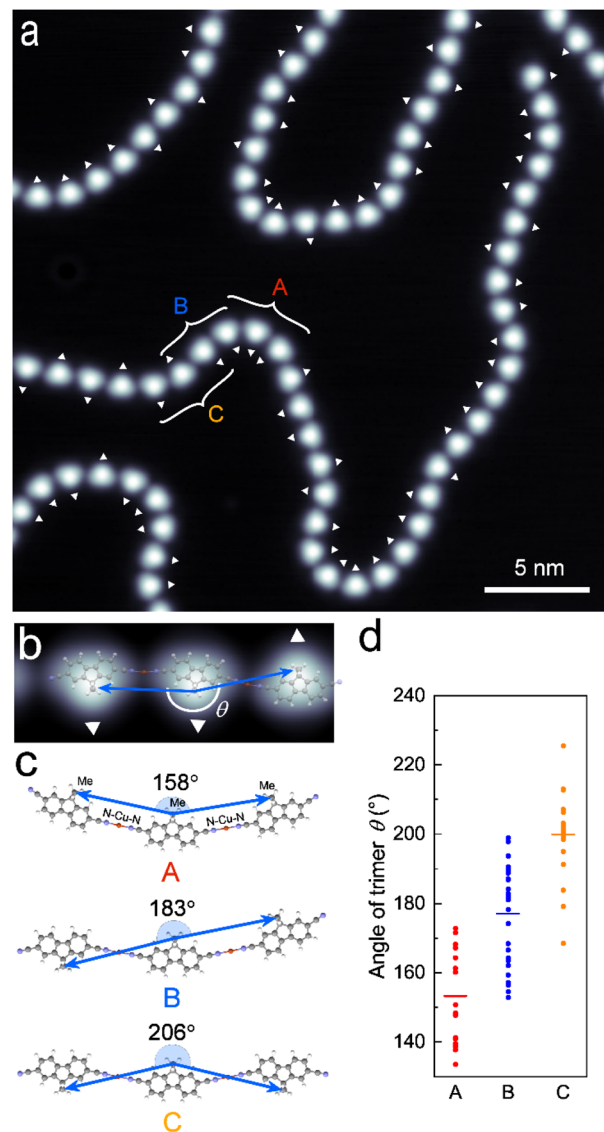 a
A
B
C
5 nm
b
θ
c
158°
Me
Me
Me
N-Cu-N
N-Cu-N
A
183°
B
206°
C
d
240
220
200
180
160
140
Angle of trimer θ (°)
A B C